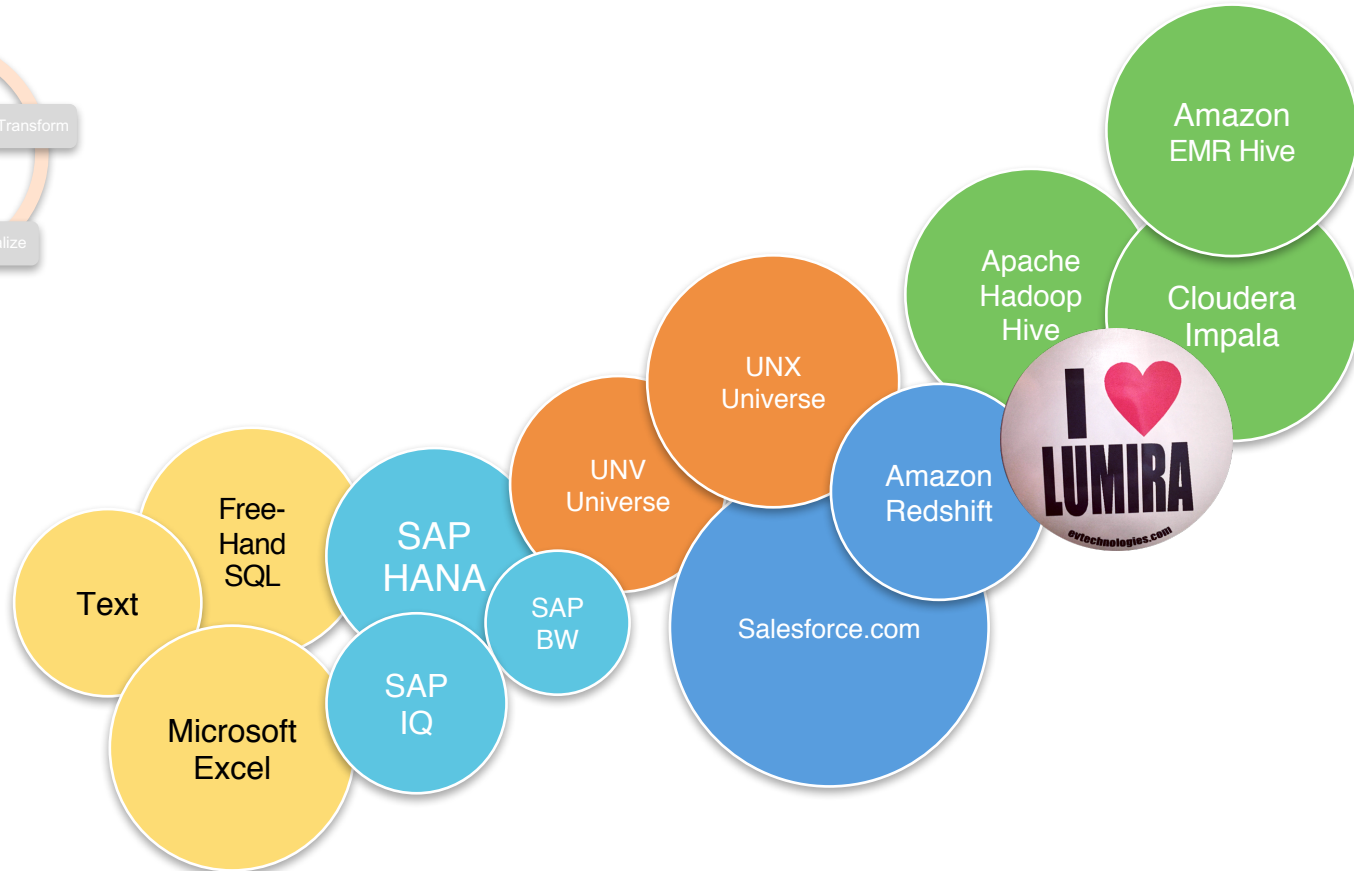 Transform
Amazon
EMR Hive
Apache
Hadoop
Hive
Cloudera
Impala
UNX
Universe
I ❤
LUMIRA
evtechnologies.com
Amazon
Redshift
UNV
Universe
Free-
Hand
SQL
SAP
HANA
Text
SAP
BW
Salesforce.com
SAP
IQ
Microsoft
Excel